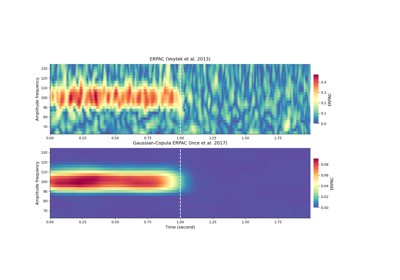 ERPAC (Voytek et al. 2013)
Amplitude frequency
130
120
110
100
90
80
70
0.00 0.25 0.50 0.75 1.00 1.25 1.50 1.75
0.4
0.3
0.2
0.1
0.0
ERPAC
Gaussian-Copula ERPAC (Ince et al. 2017)
Amplitude frequency
130
120
110
100
90
80
70
0.00 0.25 0.50 0.75 1.00 1.25 1.50 1.75
Time (second)
0.08
0.06
0.04
0.02
0.00
ERPAC